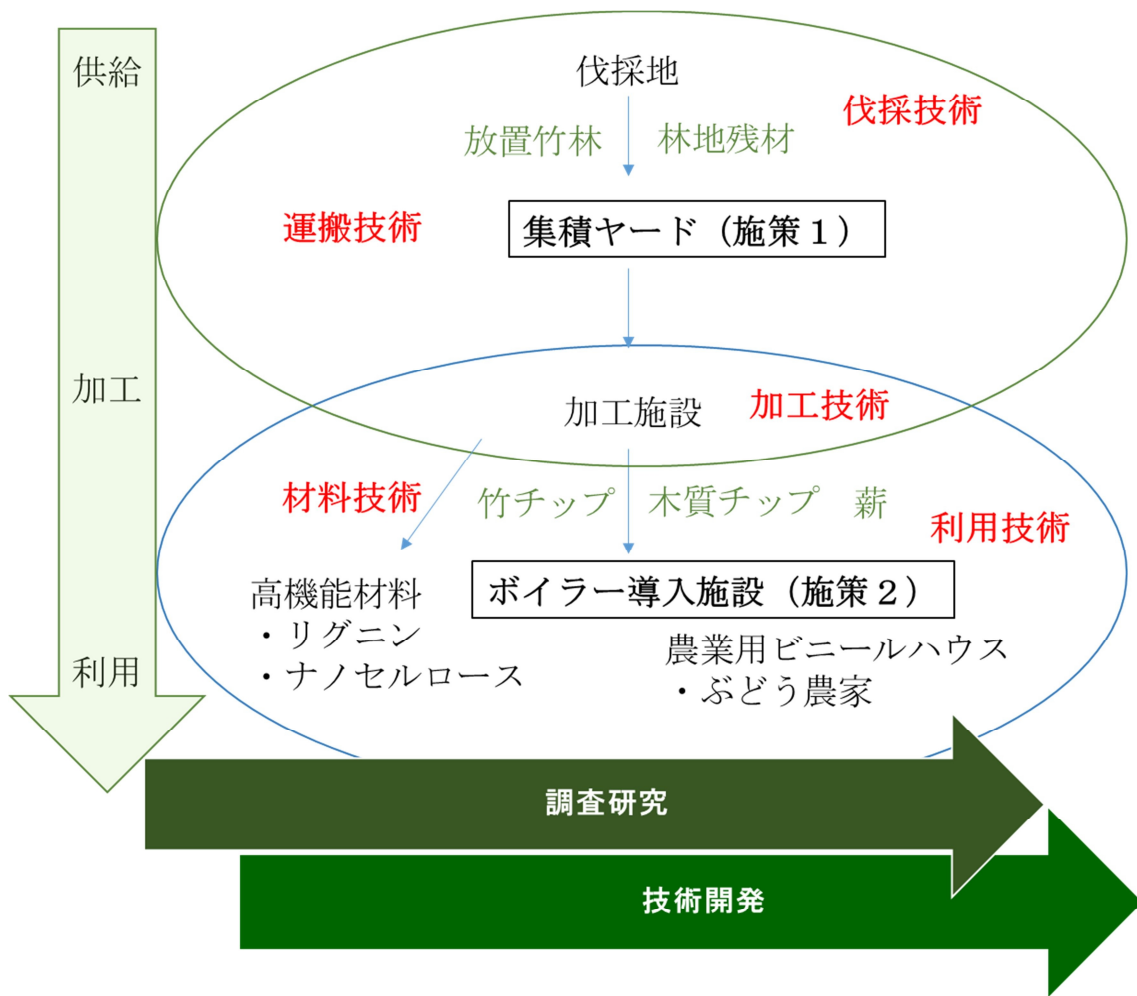 供給
伐採地
伐採技術
放置竹林
林地残材
運搬技術
集積ヤード（施策１）
加工
加工施設
加工技術
材料技術
竹チップ
木質チップ
薪
利用技術
高機能材料
・リグニン
・ナノセルロース
ボイラー導入施設（施策２）
農業用ビニールハウス
・ぶどう農家
利用
調査研究
技術開発